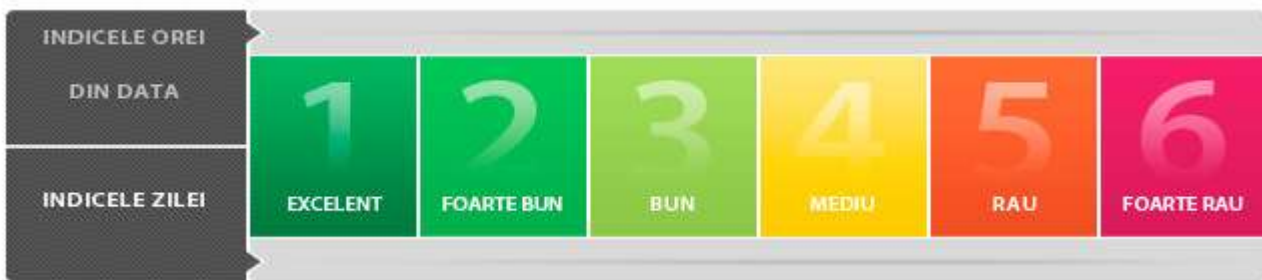 INDICELE OREI
DIN DATA
INDICELE ZILEI
1
EXCELENT
2
FOARTE BUN
3
BUN
4
MEDIU
5
RAU
6
FOARTE RAU